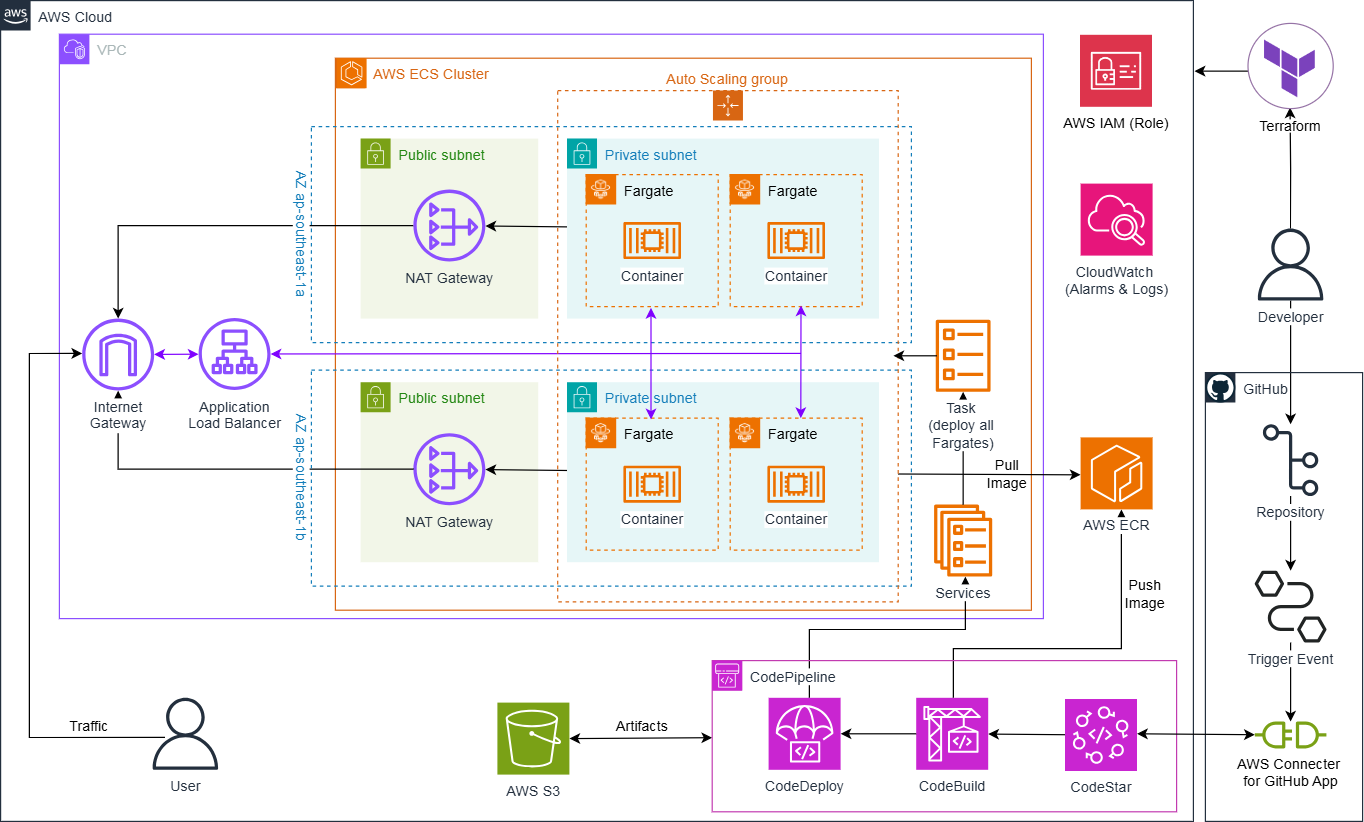 aws
AWS Cloud
VPC
AWS ECS Cluster
Auto Scaling group
AWS IAM (Role)
Terraform
Public subnet
Private subnet
AZ ap-southeast-1a
Fargate
Fargate
NAT Gateway
Container
Container
CloudWatch
(Alarms & Logs)
Developer
Internet
Gateway
Application
Load Balancer
Public subnet
Private subnet
AZ ap-southeast-1b
Fargate
Fargate
NAT Gateway
Container
Container
Task
(deploy all
Fargates)
Pull
Image
AWS ECR
Services
Push
Image
GitHub
Repository
Trigger Event
AWS Connecter
for GitHub App
CodePipeline
CodeDeploy
CodeBuild
CodeStar
Artifacts
AWS S3
Traffic
User